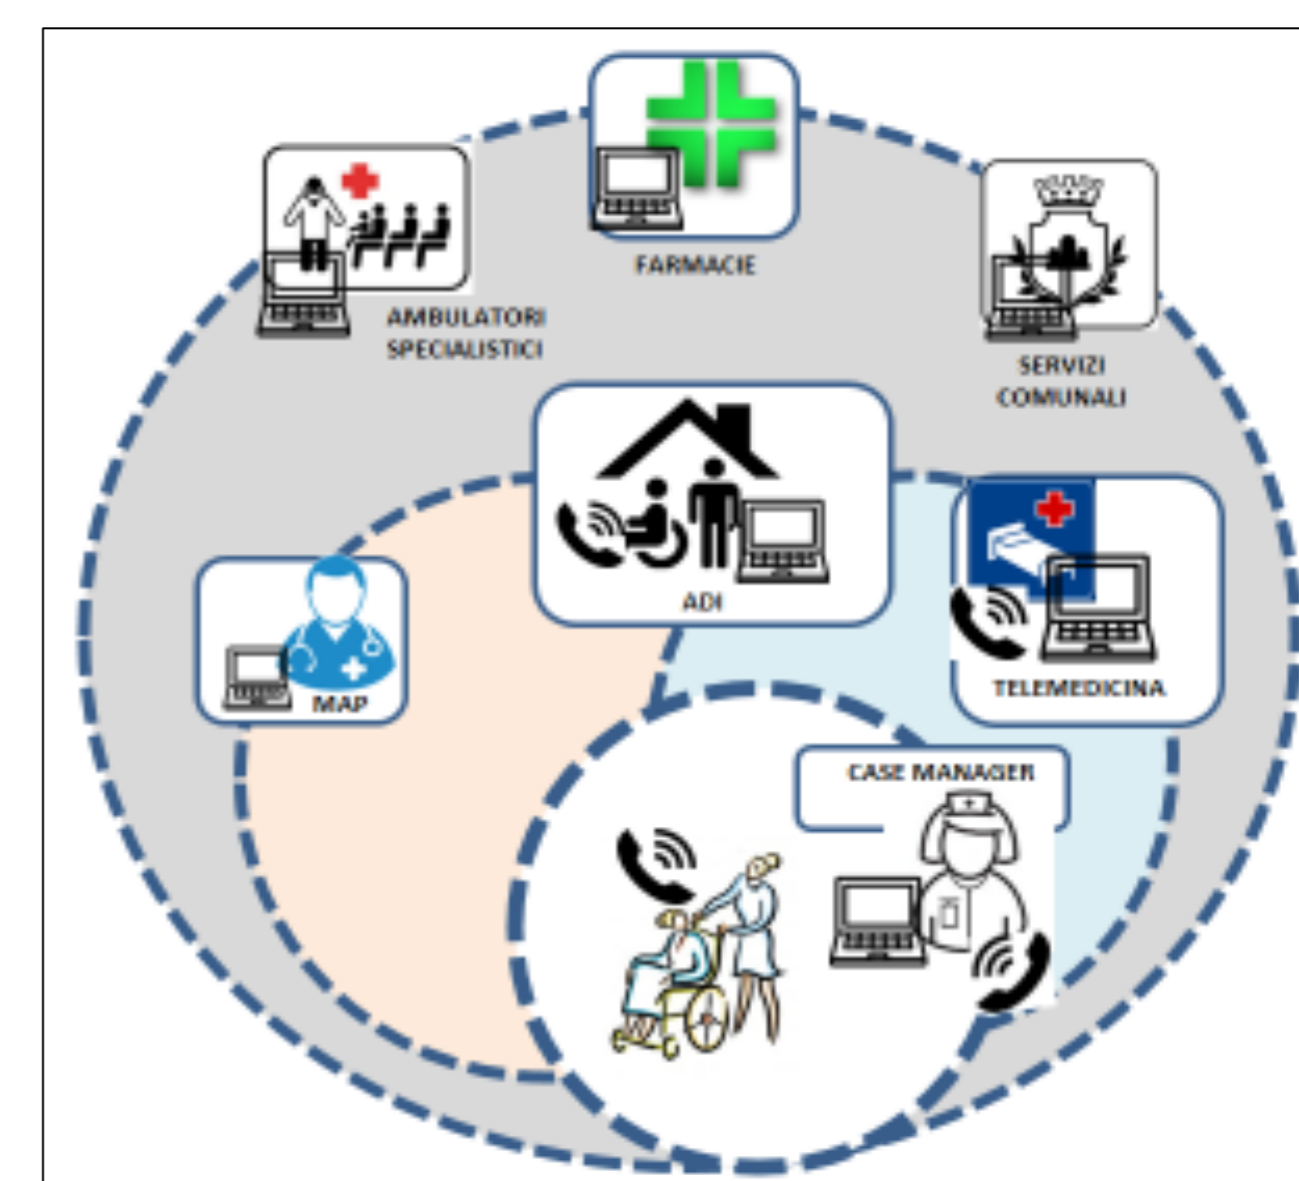 FARMACIE
AMBULATORI
SPECIALISTICI
SERVIZI
COMUNALI
ADI
MAP
TELEMEDICINA
CASE MANAGER